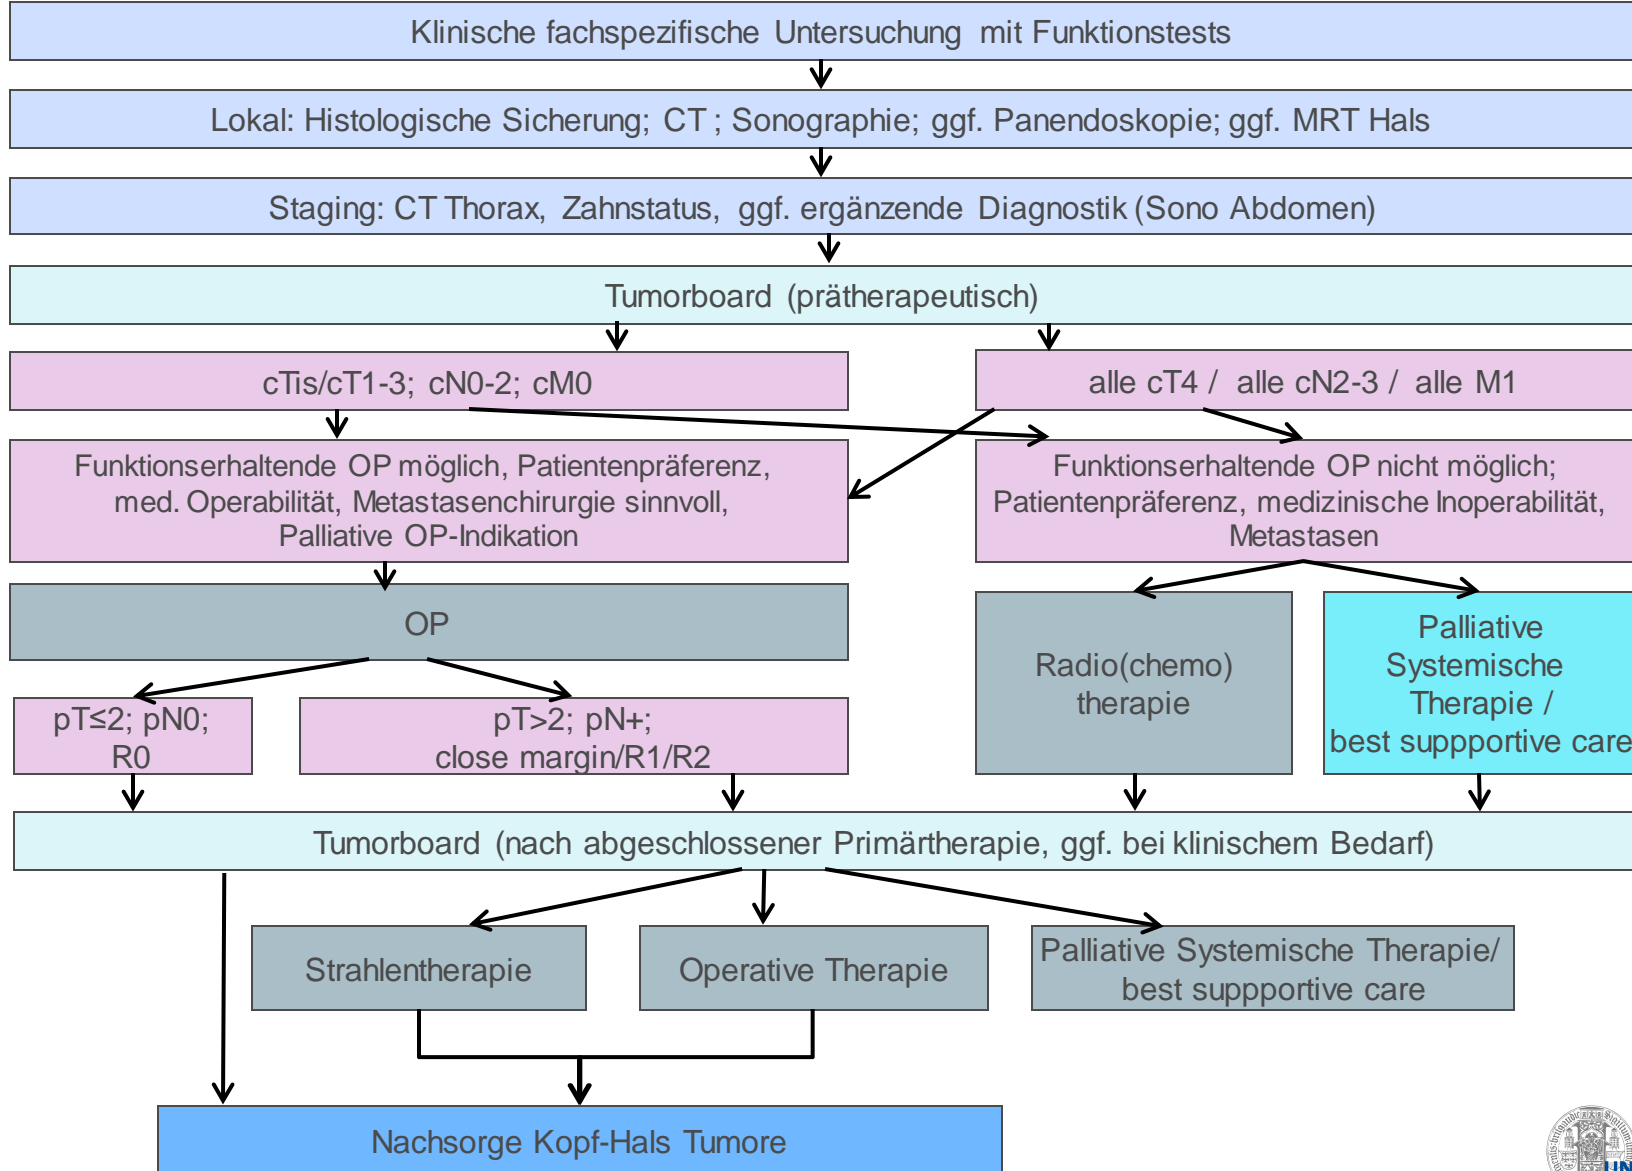 Klinische fachspezifische Untersuchung mit Funktionstests
Lokal: Histologische Sicherung; CT ; Sonographie; ggf. Panendoskopie; ggf. MRT Hals
Staging: CT Thorax, Zahnstatus, ggf. ergänzende Diagnostik (Sono Abdomen)
Tumorboard (prätherapeutisch)
cTis/cT1-3; cN0-2; cM0
alle cT4 / alle cN2-3 / alle M1
Funktionserhaltende OP möglich, Patientenpräferenz,
med. Operabilität, Metastasenchirurgie sinnvoll,
Palliative OP-Indikation
Funktionserhaltende OP nicht möglich;
Patientenpräferenz, medizinische Inoperabilität,
Metastasen
OP
Radio(chemo)
therapie
Palliative
Systemische
Therapie /
best suppportive care
pT≤2; pN0;
R0
pT>2; pN+;
close margin/R1/R2
Tumorboard (nach abgeschlossener Primärtherapie, ggf. bei klinischem Bedarf)
Strahlentherapie
Operative Therapie
Palliative Systemische Therapie/
best suppportive care
Nachsorge Kopf-Hals Tumore
UN